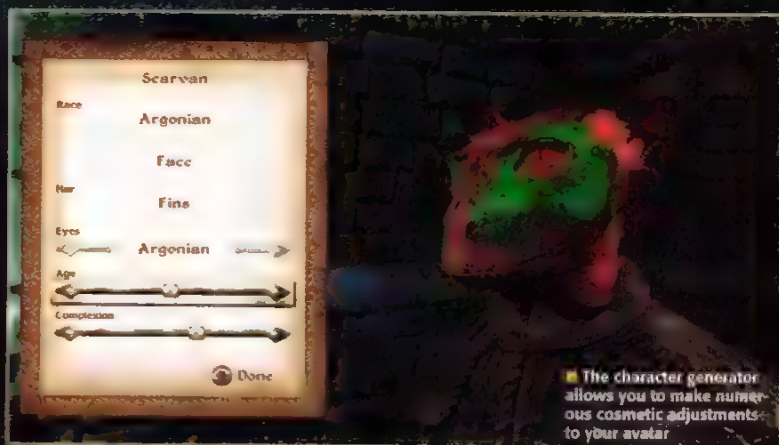 Scarvan
Race
Argonian
Face
Hair
Fins
Eyes
Argonian
Age
Complexion
Done
The character generator
allows you to make numer-
ous cosmetic adjustments
to your avatar